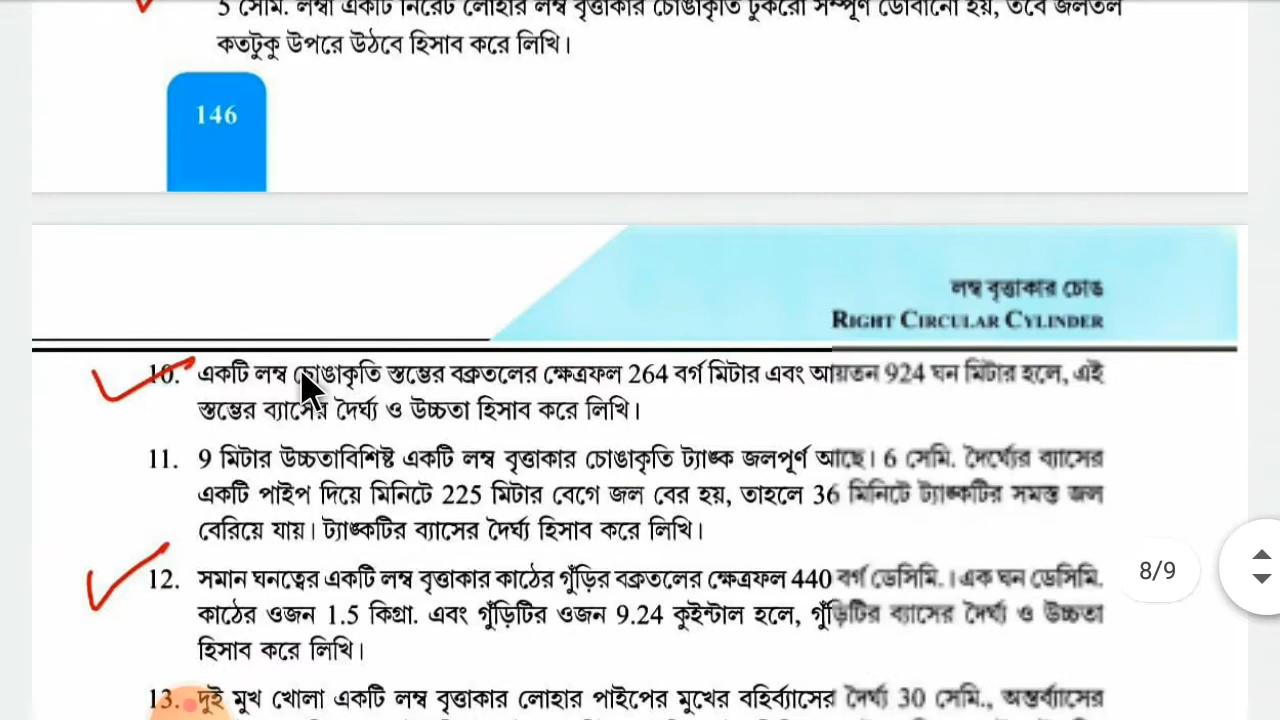 5 সেমি. লম্বা একটি নিরেট লোহার লম্ব বৃত্তাকার চোঙাকৃতি টুকরো সম্পূর্ণ ডোবানো হয়, তবে জলতল
কতটুকু উপরে উঠবে হিসাব করে লিখি।
146
লম্ব বৃত্তাকার চোঙ
RIGHT CIRCULAR CYLINDER
10. একটি লম্ব চোঙাকৃতি স্তম্ভের বক্রতলের ক্ষেত্রফল 264 বর্গ মিটার এবং আয়তন 924 ঘন মিটার হলে, এই
স্তম্ভের ব্যাসের দৈর্ঘ্য ও উচ্চতা হিসাব করে লিখি।
11. 9 মিটার উচ্চতাবিশিষ্ট একটি লম্ব বৃত্তাকার চোঙাকৃতি ট্যাঙ্ক জলপূর্ণ আছে। 6 সেমি. দৈর্ঘ্যের ব্যাসের
একটি পাইপ দিয়ে মিনিটে 225 মিটার বেগে জল বের হয়, তাহলে 36 মিনিটে ট্যাঙ্কটির সমস্ত জল
বেরিয়ে যায়। ট্যাঙ্কটির ব্যাসের দৈর্ঘ্য হিসাব করে লিখি।
12. সমান ঘনত্বের একটি লম্ব বৃত্তাকার কাঠের গুঁড়ির বক্রতলের ক্ষেত্রফল 440 বর্গ ডেসিমি.। এক ঘন ডেসিমি.
কাঠের ওজন 1.5 কিগ্রা. এবং গুঁড়িটির ওজন 9.24 কুইন্টাল হলে, গুঁড়িটির ব্যাসের দৈর্ঘ্য ও উচ্চতা
হিসাব করে লিখি।
8/9
13. দুই মুখ খোলা একটি লম্ব বৃত্তাকার লোহার পাইপের মুখের বহির্ব্যাসের দৈর্ঘ্য 30 সেমি., অন্তর্ব্যাসের